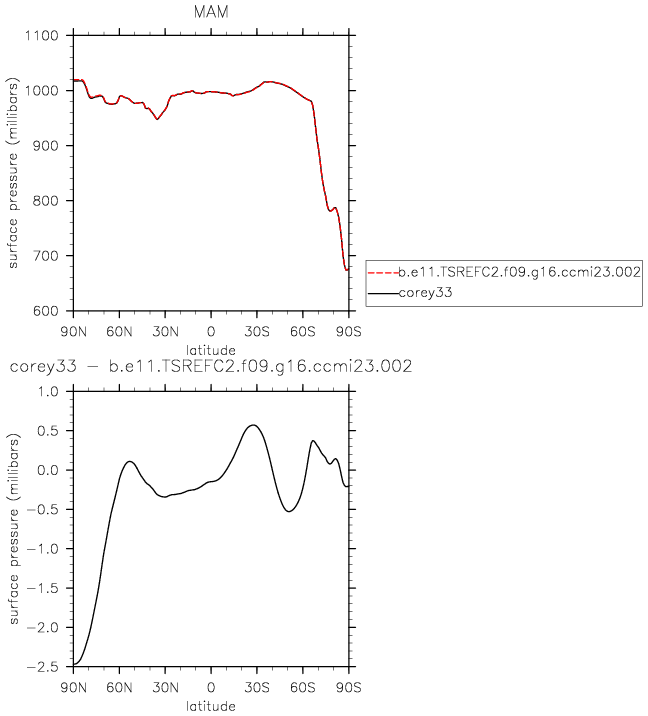 MAM
1100
1000
900
800
700
600
surface pressure (millibars)
90N 60N 30N 0 30S 60S 90S
latitude
b.e11.TSREFC2.f09.g16.ccmi23.002
corey33
corey33 − b.e11.TSREFC2.f09.g16.ccmi23.002
1.0
0.5
0.0
−0.5
−1.0
−1.5
−2.0
−2.5
surface pressure (millibars)
90N 60N 30N 0 30S 60S 90S
latitude